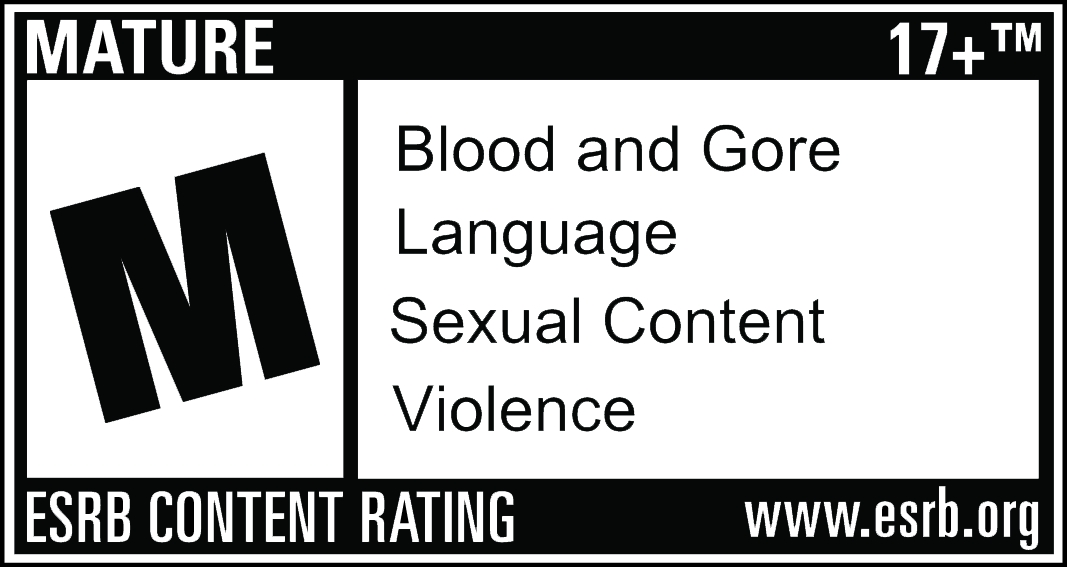 MATURE 17+™
M
Blood and Gore
Language
Sexual Content
Violence
ESRB CONTENT RATING www.esrb.org